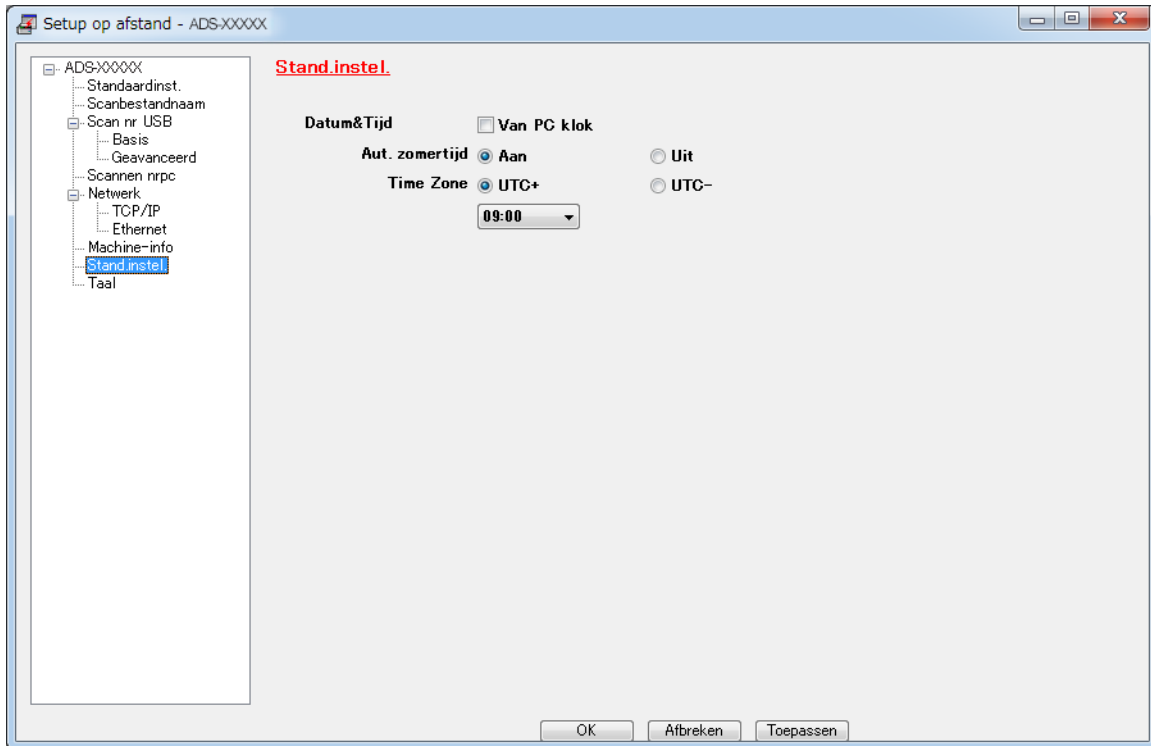 Setup op afstand - ADS-XXXXX
ADS-XXXXX
Standaardinst.
Scanbestandnaam
Scan nr USB
Basis
Geavanceerd
Scannen nrpc
Netwerk
TCP/IP
Ethernet
Machine-info
Stand.instel.
Taal
Stand.instel.
Datum&Tijd Van PC klok
Aut. zomertijd Aan Uit
Time Zone UTC+ UTC-
09:00
OK Afbreken Toepassen